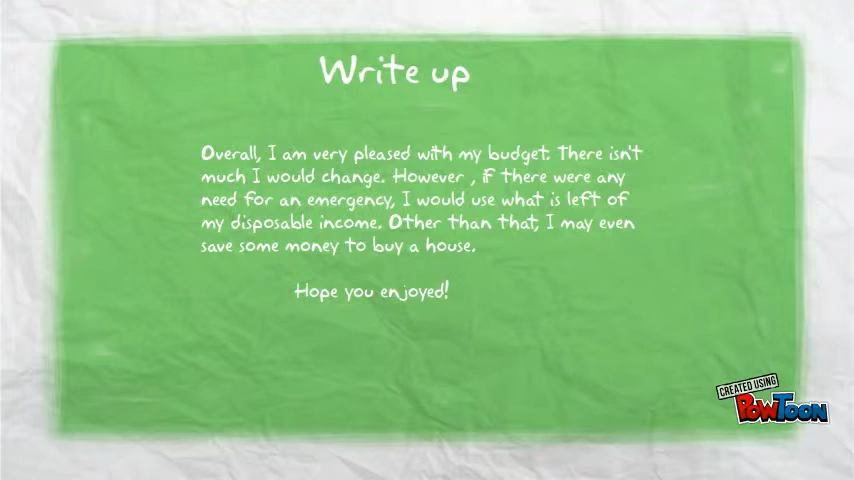 Write up
Overall, I am very pleased with my budget. There isn't
much I would change. However , if there were any
need for an emergency, I would use what is left of
my disposable income. Other than that, I may even
save some money to buy a house.
Hope you enjoyed!
CREATED USING
POWTOON